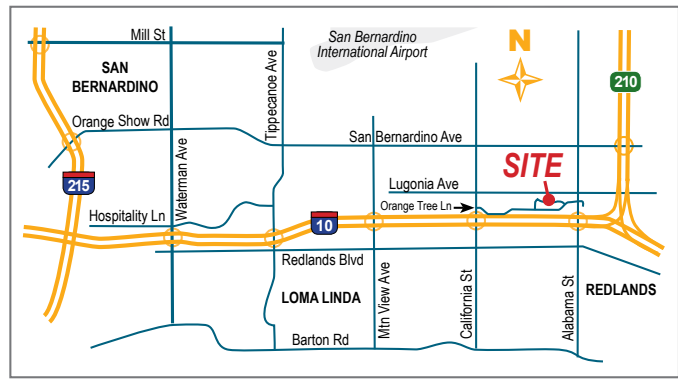 Mill St
San Bernardino
International Airport
N
SAN
BERNARDINO
Tippecanoe Ave
210
Orange Show Rd
San Bernardino Ave
Waterman Ave
SITE
215
Lugonia Ave
Orange Tree Ln
Hospitality Ln
10
Redlands Blvd
LOMA LINDA
Mtn View Ave
California St
Alabama St
REDLANDS
Barton Rd